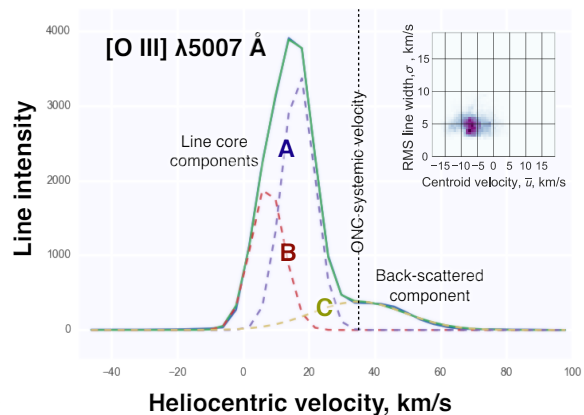 [O III] λ5007 Å
Line intensity
4000
3000
2000
1000
0
Line core
components
A
B
C
ONC systemic velocity
Back-scattered
component
RMS line width, σ , km/s
15
10
5
0
−15 −10 −5 0 5 10 15
Centroid velocity, u̅, km/s
−40 −20 0 20 40 60 80 100
Heliocentric velocity, km/s